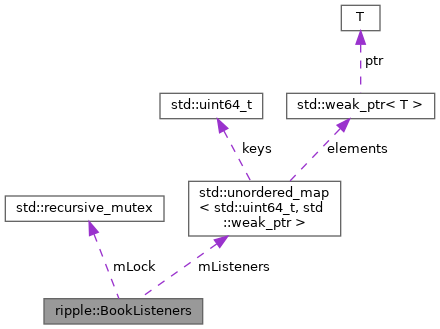 T
ptr
std::uint64_t
std::weak_ptr< T >
keys
elements
std::unordered_map
< std::uint64_t, std
::weak_ptr >
std::recursive_mutex
mLock
mListeners
ripple::BookListeners